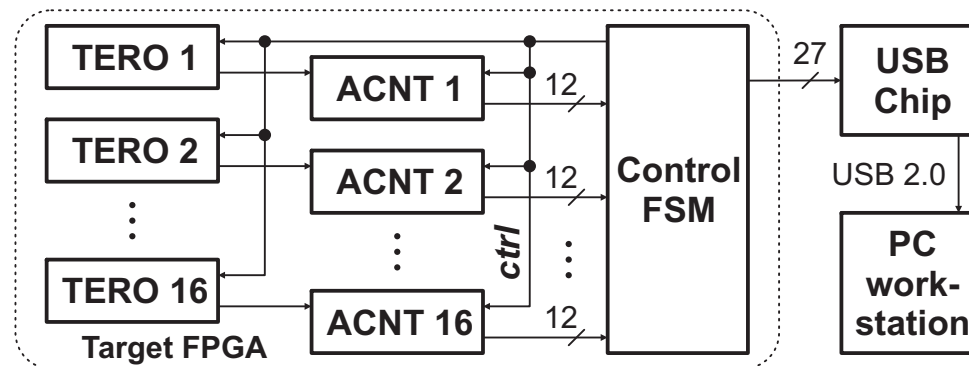 TERO 1
ACNT 1
12
TERO 2
ACNT 2
12
TERO 16
ACNT 16
12
ctrl
Target FPGA
Control
FSM
27
USB
Chip
USB 2.0
PC
work-
station